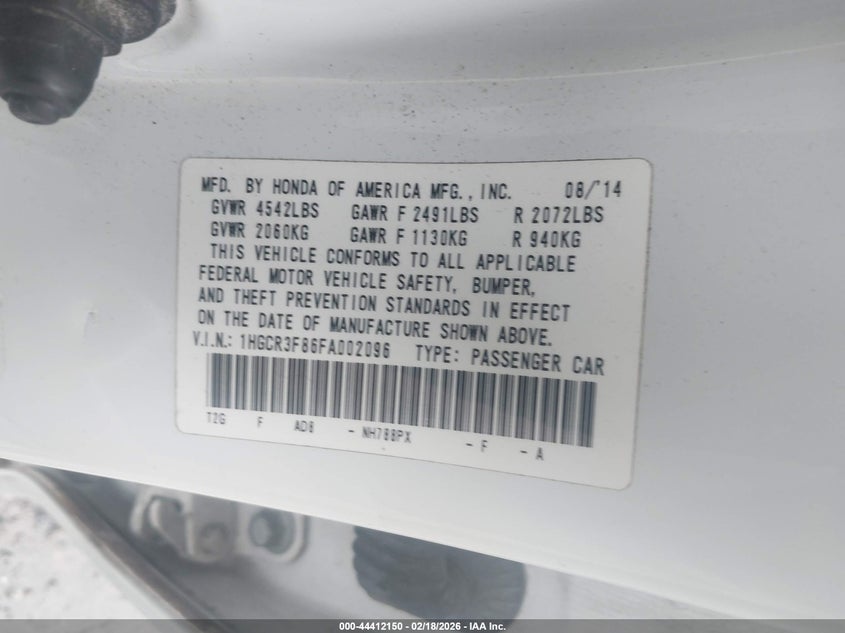 MFD. BY HONDA OF AMERICA MFG., INC. 08/'14
GVWR 4542LBS GAWR F 2491LBS R 2072LBS
GVWR 2060KG GAWR F 1130KG R 940KG
THIS VEHICLE CONFORMS TO ALL APPLICABLE
FEDERAL MOTOR VEHICLE SAFETY, BUMPER,
AND THEFT PREVENTION STANDARDS IN EFFECT
ON THE DATE OF MANUFACTURE SHOWN ABOVE.
V.I.N.: 1HGCR3F86FA002096 TYPE: PASSENGER CAR
T2G F AD8 - NH788PX - F - A
000-44412150 - 02/18/2026 - IAA Inc.